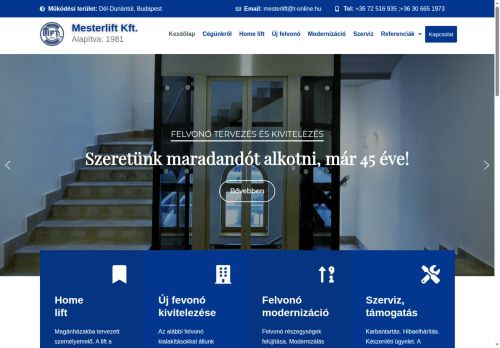 Működési terület: Dél-Dunántúl, Budapest
Email: mesterlift@t-online.hu
Tel: +36 72 516 935 ;+36 30 665 1973
LIFT
Mesterlift Kft.
Alapítva: 1981
Kezdőlap Cégünkről Home lift Új felvonó Modernizáció Szerviz Referenciák Kapcsolat
FELVONÓ TERVEZÉS ÉS KIVITELEZÉS
Szeretünk maradandót alkotni, már 45 éve!
Bővebben
Home
lift
Magánházakba tervezett
személyemelő. A lift a
Új fevonó
kivitelezése
Az alábbi felvonó
kialakításokkal állunk
Felvonó
modernizáció
Felvonó részegységek
felújítása. Modernizálás
Szerviz,
támogatás
Karbantartás. Hibaelhárítás.
Készenléti ügyelet. A